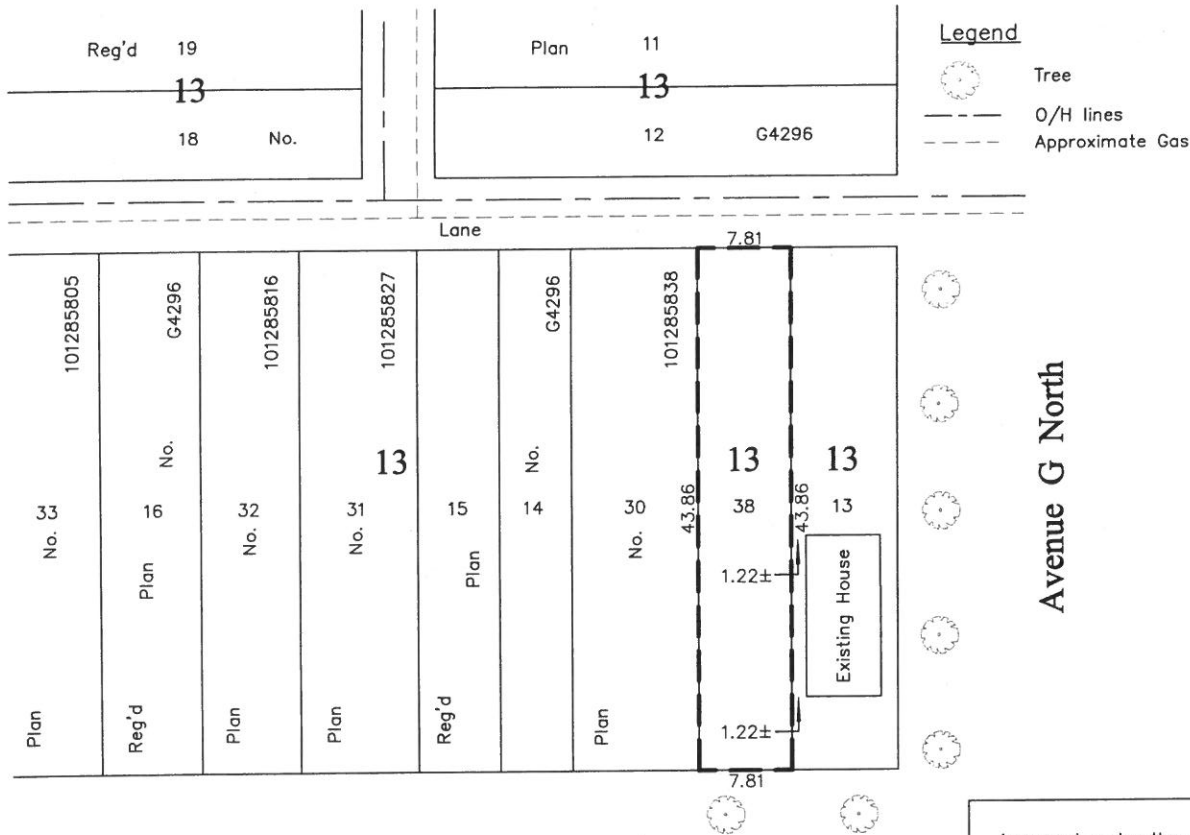 Reg'd 19
13
18 No.
Plan 11
13
12 G4296
Legend
Tree
O/H lines
Approximate Gas
Lane
7.81
101285805
33
No.
Plan
G4296
No.
16
Plan
Reg'd
101285816
32
No.
Plan
101285827
13
31
No.
Plan
15
Plan
Reg'd
G4296
No.
14
101285838
30
No.
Plan
13
43.86
38
1.22±
1.22±
7.81
13
43.86
13
Existing House
Avenue G North